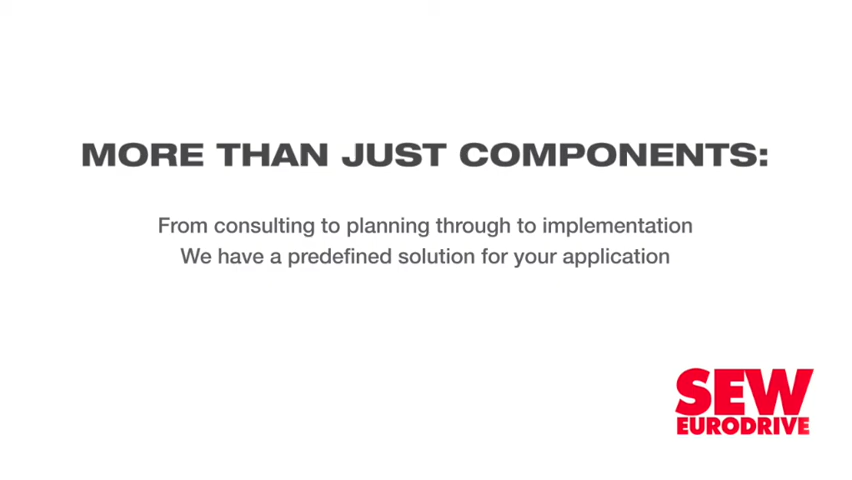 MORE THAN JUST COMPONENTS:
From consulting to planning through to implementation
We have a predefined solution for your application
SEW
EURODRIVE